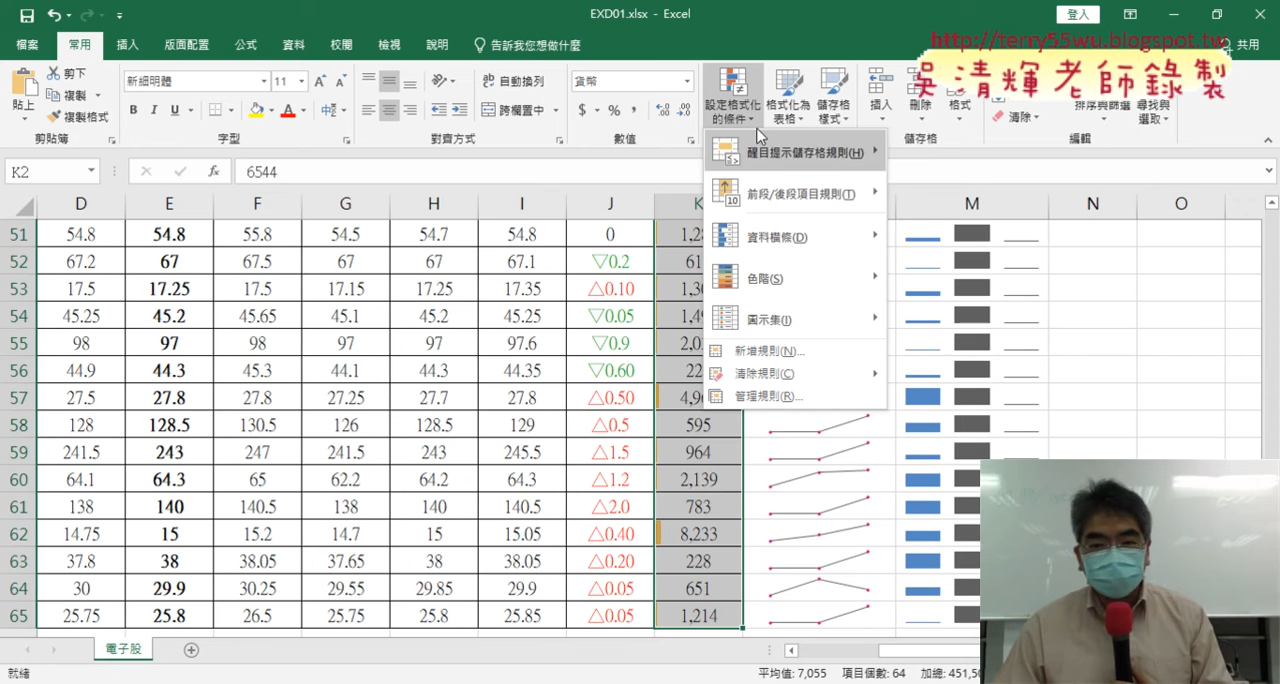 EXD01.xlsx - Excel
登入
http://terry55wu.blogspot.tw
吳清輝老師錄製
檔案 常用 插入 版面配置 公式 資料 校閱 檢視 說明 告訴我您想做什麼 共用
貼上 剪下 複製 複製格式 剪貼簿
新細明體 11 B I U A 中 字型
自動換列 跨欄置中 對齊方式
貨幣 $ % , 數值
設定格式化的條件 格式化為表格 儲存格樣式
插入 刪除 格式 儲存格
清除 排序與篩選 尋找與選取 編輯
K2 fx 6544
醒目提示儲存格規則(H)
前段/後段項目規則(T)
資料橫條(D)
色階(S)
圖示集(I)
新增規則(N)...
清除規則(C)
管理規則(R)...
D E F G H I J K M N O
51 54.8 54.8 55.8 54.5 54.7 54.8 0
52 67.2 67 67.5 67 67 67.1 ▽0.2
53 17.5 17.25 17.5 17.15 17.25 17.35 △0.10
54 45.25 45.2 45.65 45.1 45.2 45.25 ▽0.05
55 98 97 98 97 97 97.6 ▽0.9
56 44.9 44.3 45.3 44.1 44.3 44.35 ▽0.60
57 27.5 27.8 27.8 27.25 27.7 27.8 △0.50
58 128 128.5 130.5 126 128.5 129 △0.5 595
59 241.5 243 247 241.5 243 245.5 △1.5 964
60 64.1 64.3 65 62.2 64.2 64.3 △1.2 2,139
61 138 140 140.5 138 140 140.5 △2.0 783
62 14.75 15 15.2 14.7 15 15.05 △0.40 8,233
63 37.8 38 38.05 37.65 38 38.05 △0.20 228
64 30 29.9 30.25 29.55 29.85 29.9 △0.05 651
65 25.75 25.8 26.5 25.75 25.8 25.85 △0.05 1,214
電子股
就緒 平均值: 7,055 項目個數: 64 加總: 451,50